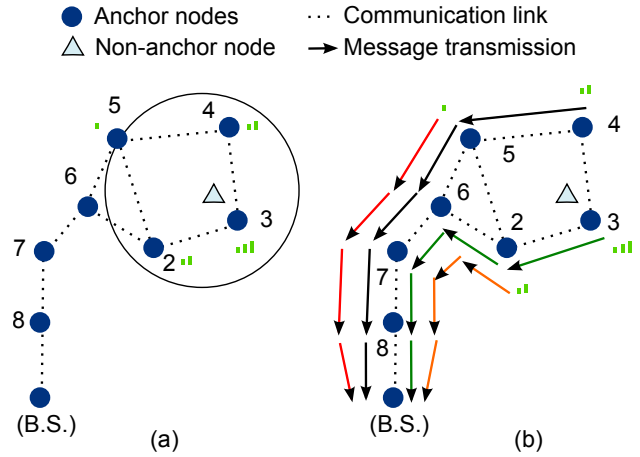 Anchor nodes
Communication link
Non-anchor node
Message transmission
5
4
6
3
2
7
8
(B.S.)
(a)
4
5
6
3
2
7
8
(B.S.)
(b)